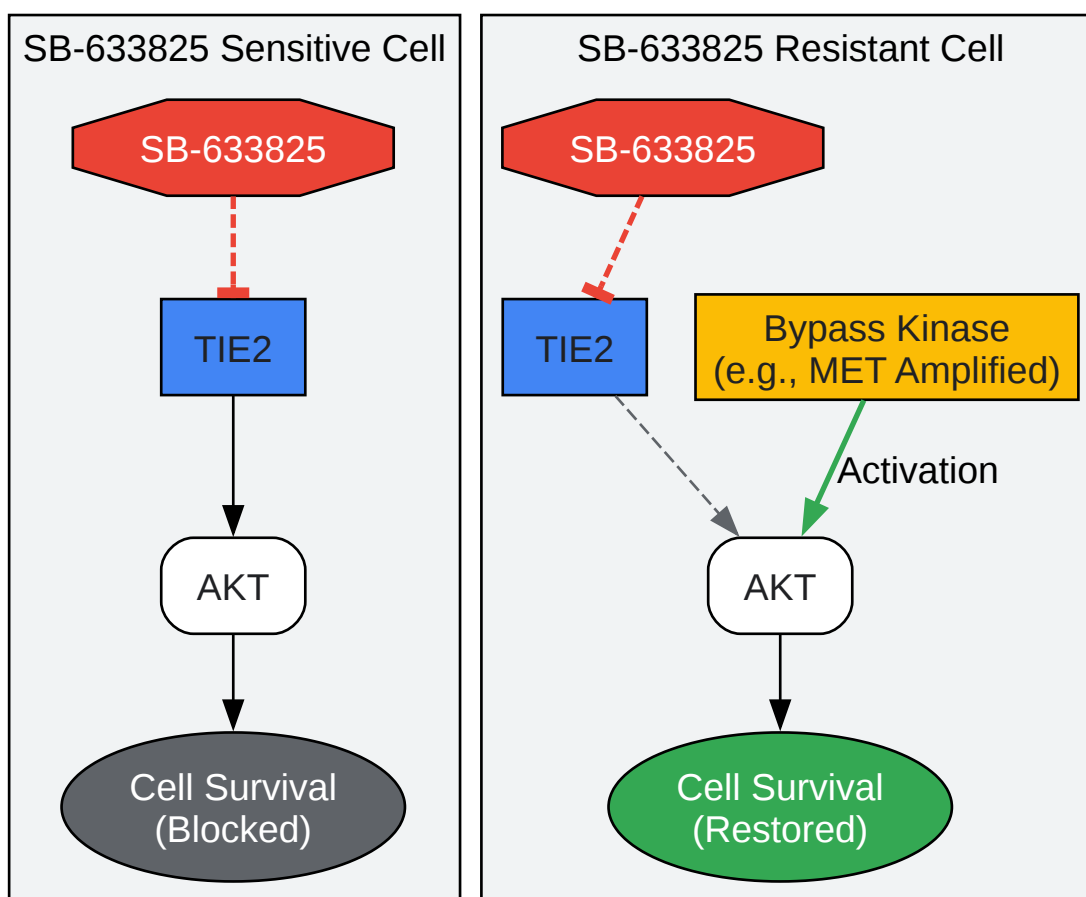 SB-633825 Sensitive Cell
SB-633825
TIE2
AKT
Cell Survival
(Blocked)
SB-633825 Resistant Cell
SB-633825
TIE2
Bypass Kinase
(e.g., MET Amplified)
Activation
AKT
Cell Survival
(Restored)